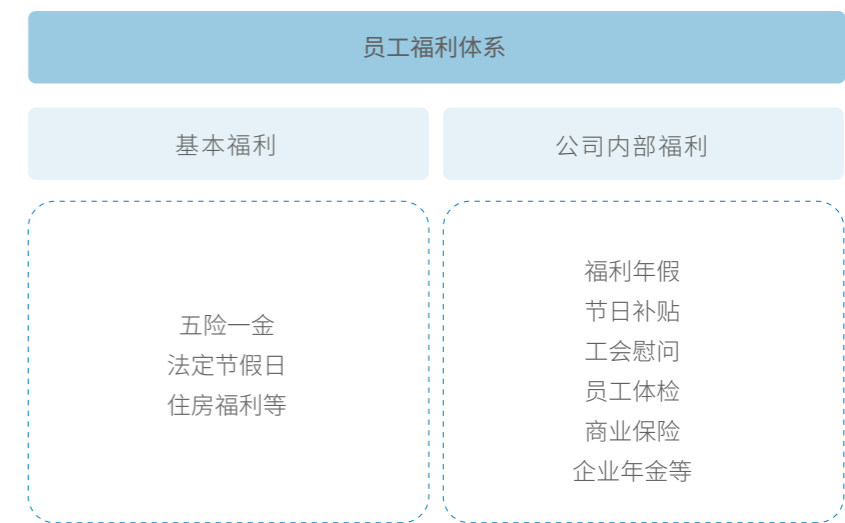 员工福利体系
基本福利
公司内部福利
五险一金
法定节假日
住房福利等
福利年假
节日补贴
工会慰问
员工体检
商业保险
企业年金等